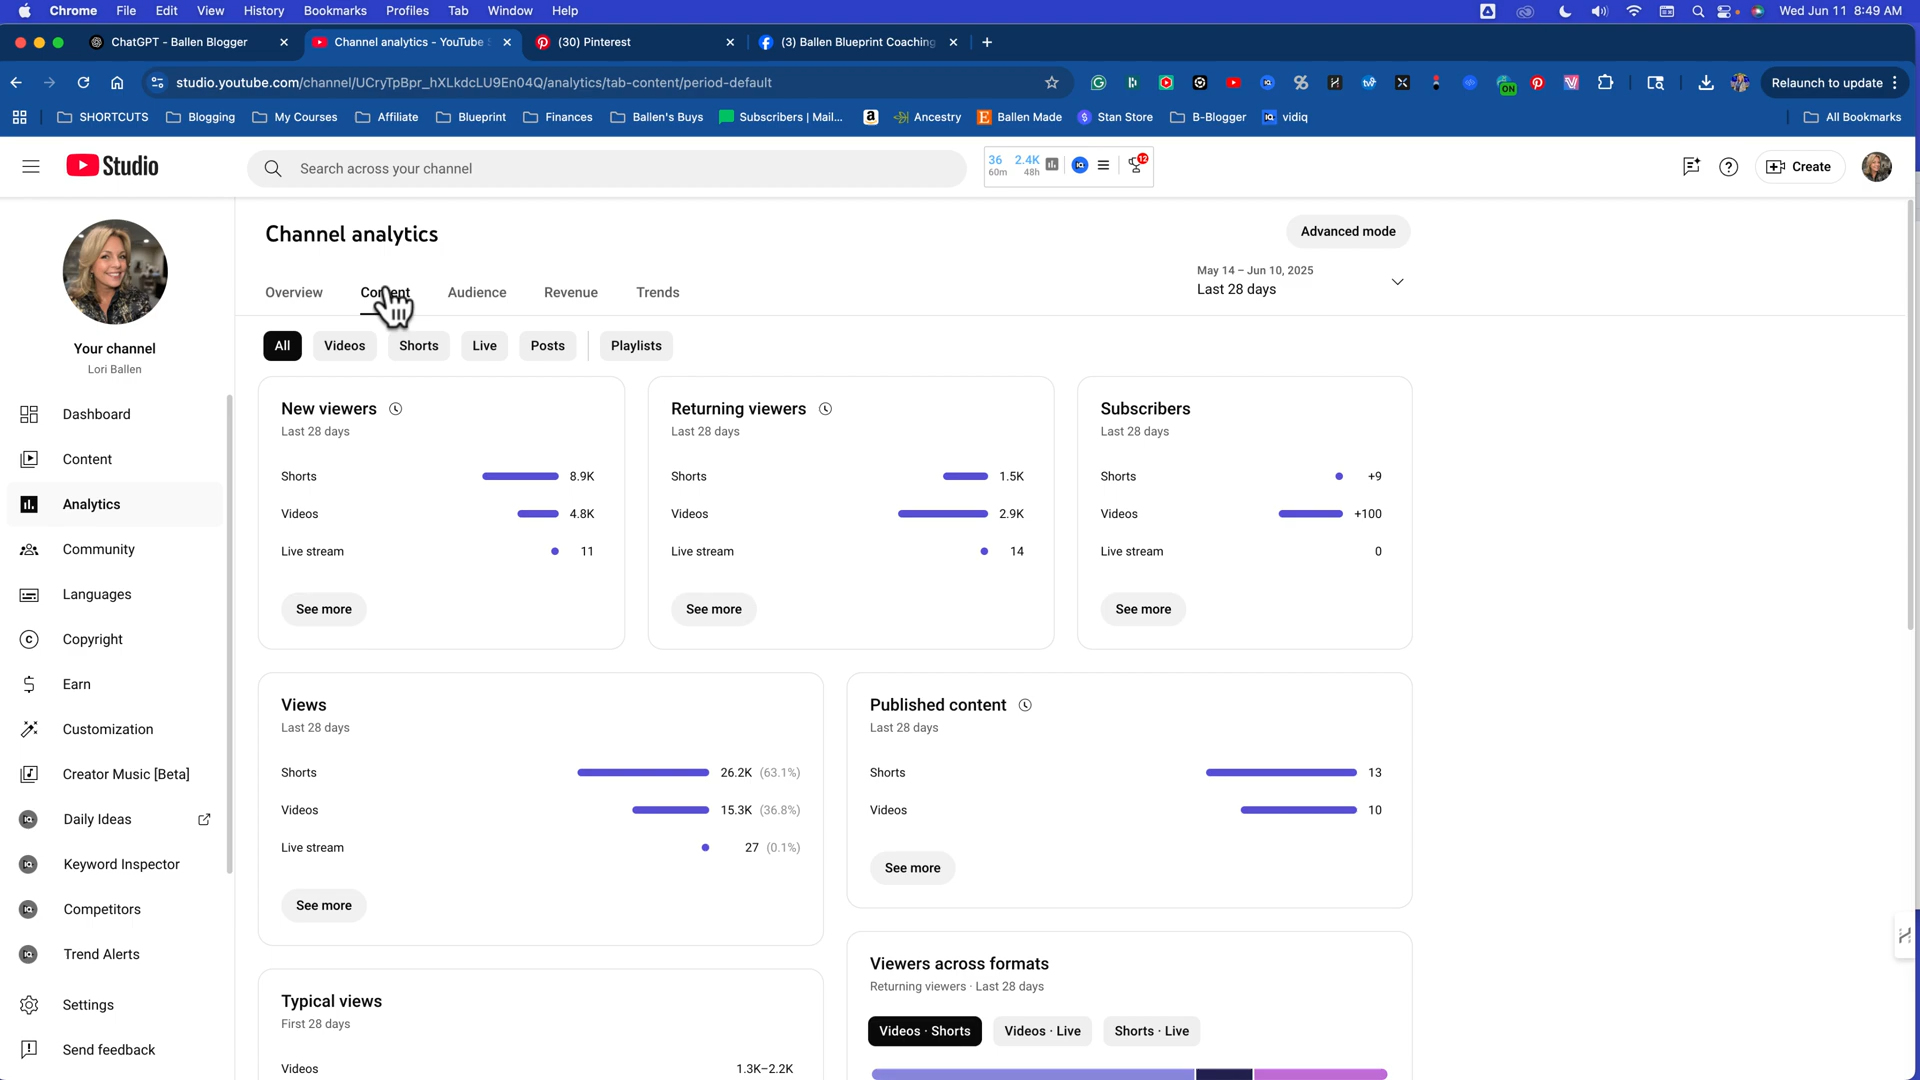 Chrome File Edit View History Bookmarks Profiles Tab Window Help Wed Jun 11 8:49 AM
ChatGPT - Ballen Blogger
Channel analytics - YouTube S
(30) Pinterest
(3) Ballen Blueprint Coaching
studio.youtube.com/channel/UCryTpBpr_hXLkdcLU9En04Q/analytics/tab-content/period-default
ON
Relaunch to update
SHORTCUTS Blogging My Courses Affiliate Blueprint Finances Ballen's Buys Subscribers | Mail... Ancestry Ballen Made Stan Store B-Blogger vidiq All Bookmarks
Studio
Search across your channel
36 2.4K
60m 48h
12
Create
Your channel
Lori Ballen
Dashboard
Content
Analytics
Community
Languages
Copyright
Earn
Customization
Creator Music [Beta]
Daily Ideas
Keyword Inspector
Competitors
Trend Alerts
Settings
Send feedback
Channel analytics
Advanced mode
May 14 – Jun 10, 2025
Last 28 days
Overview Content Audience Revenue Trends
All Videos Shorts Live Posts Playlists
New viewers
Last 28 days
Shorts 8.9K
Videos 4.8K
Live stream 11
See more
Returning viewers
Last 28 days
Shorts 1.5K
Videos 2.9K
Live stream 14
See more
Subscribers
Last 28 days
Shorts +9
Videos +100
Live stream 0
See more
Views
Last 28 days
Shorts 26.2K (63.1%)
Videos 15.3K (36.8%)
Live stream 27 (0.1%)
See more
Published content
Last 28 days
Shorts 13
Videos 10
See more
Typical views
First 28 days
Videos 1.3K–2.2K
Viewers across formats
Returning viewers · Last 28 days
Videos · Shorts Videos · Live Shorts · Live